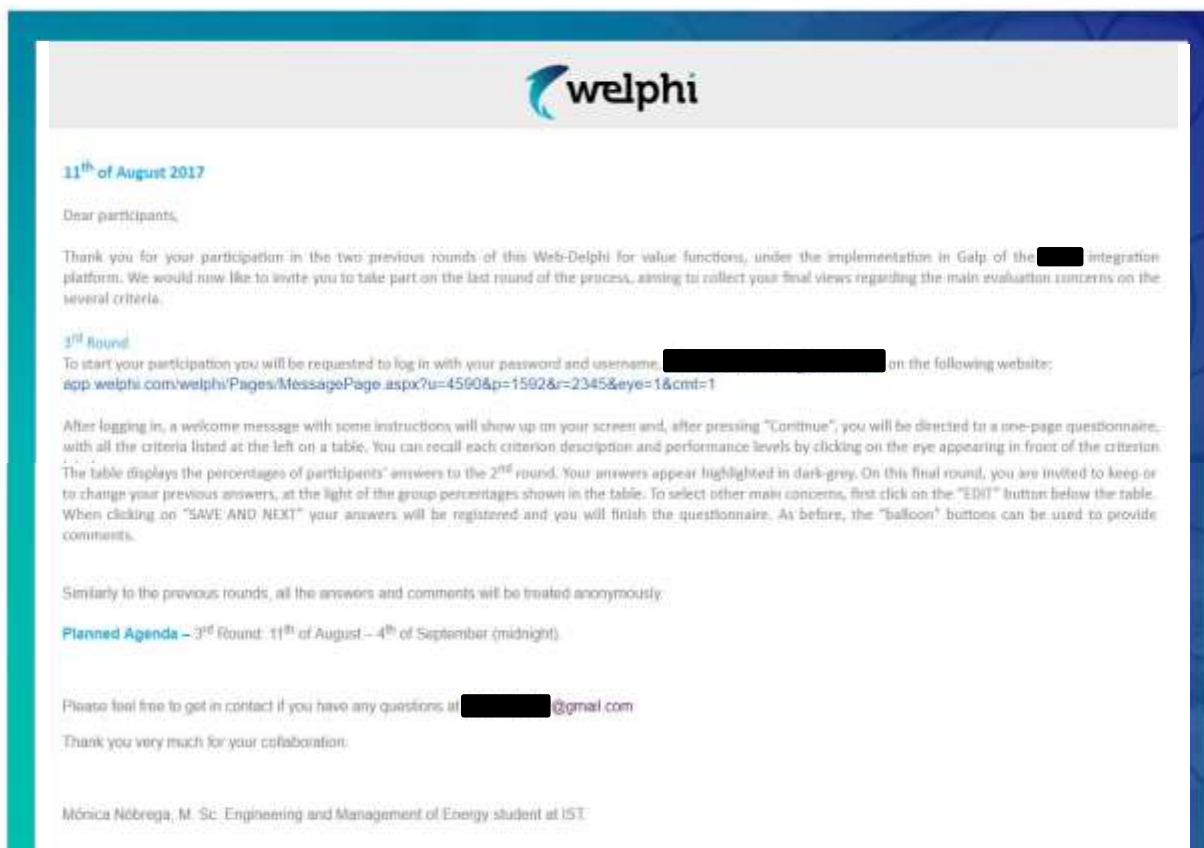 welphi
11th of August 2017
Dear participants,
Thank you for your participation in the two previous rounds of this Web-Delphi for value functions, under the implementation in Galp of the integration
platform. We would now like to invite you to take part on the last round of the process, aiming to collect your final views regarding the main evaluation concerns on the
several criteria.
3rd Round
To start your participation you will be requested to log in with your password and username, on the following website:
app.welphi.com/welphi/Pages/MessagePage.aspx?u=4590&p=1592&r=2345&eye=1&cmt=1
After logging in, a welcome message with some instructions will show up on your screen and, after pressing "Continue", you will be directed to a one-page questionnaire,
with all the criteria listed at the left on a table. You can recall each criterion description and performance levels by clicking on the eye appearing in front of the criterion
The table displays the percentages of participants' answers to the 2nd round. Your answers appear highlighted in dark-grey. On this final round, you are invited to keep or
to change your previous answers, at the light of the group percentages shown in the table. To select other main concerns, first click on the "EDIT" button below the table.
When clicking on "SAVE AND NEXT" your answers will be registered and you will finish the questionnaire. As before, the "balloon" buttons can be used to provide
comments.
Similarly to the previous rounds, all the answers and comments will be treated anonymously.
Planned Agenda – 3rd Round: 11th of August – 4th of September (midnight).
Please feel free to get in contact if you have any questions at @gmail.com
Thank you very much for your collaboration.
Mónica Nóbrega, M. Sc. Engineering and Management of Energy student at IST.